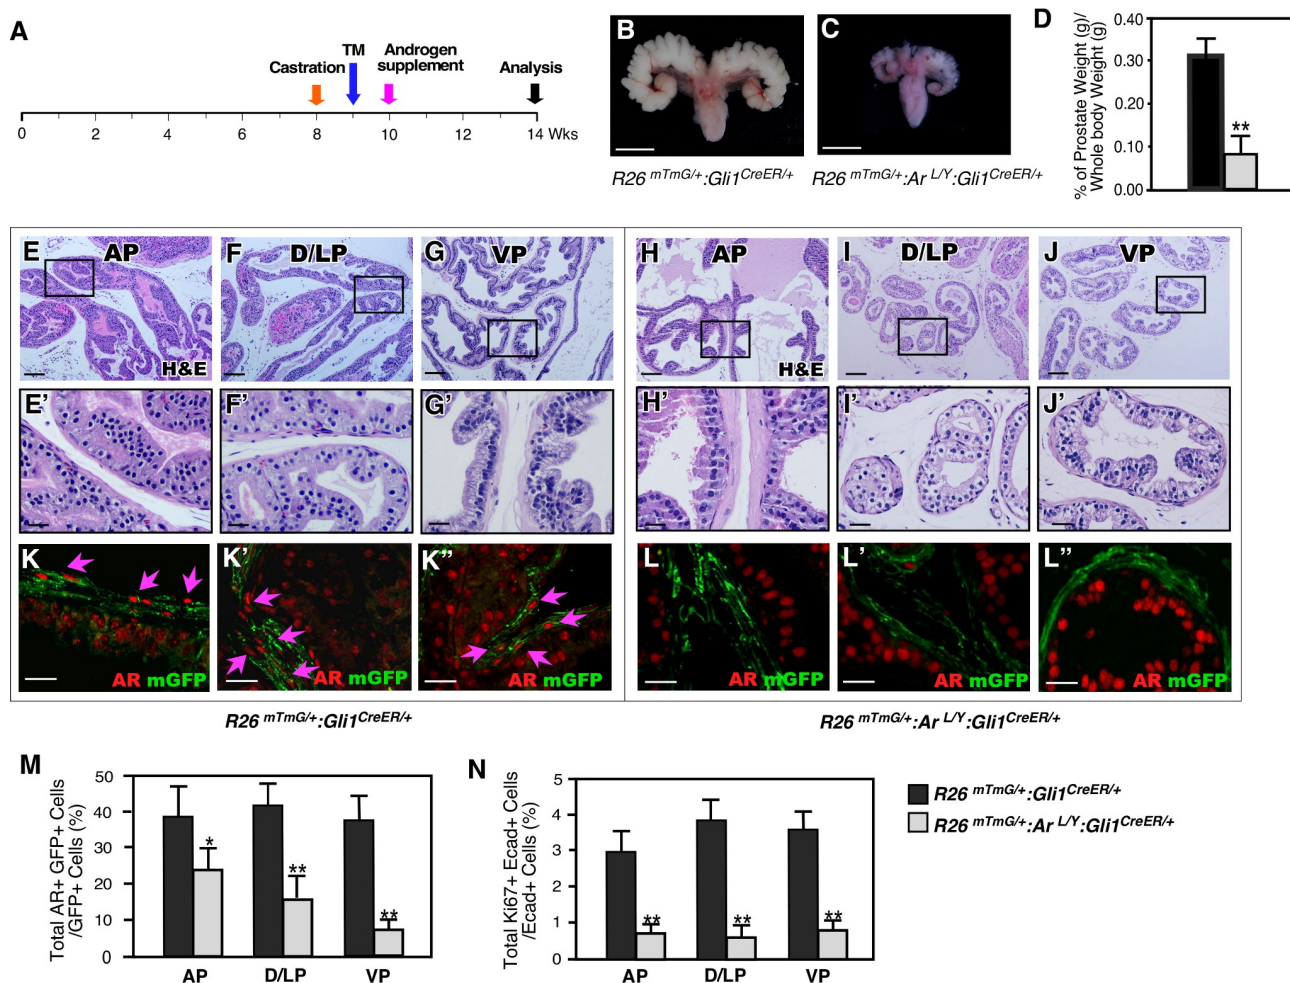 A
Castration
TM
Androgen
supplement
Analysis
0 2 4 6 8 10 12 14 Wks
B
R26 mTmG/+:Gli1CreER/+
C
R26 mTmG/+:Ar L/Y:Gli1CreER/+
D
% of Prostate Weight (g)/
Whole body Weight (g)
0.40
0.30
0.20
0.10
0.00
**
E AP H&E
F D/LP
G VP
H AP H&E
I D/LP
J VP
E'
F'
G'
H'
I'
J'
K AR mGFP
K' AR mGFP
K" AR mGFP
L AR mGFP
L' AR mGFP
L" AR mGFP
R26 mTmG/+:Gli1CreER/+
R26 mTmG/+:Ar L/Y:Gli1CreER/+
M
Total AR+ GFP+ Cells
/GFP+ Cells (%)
50
40
30
20
10
0
*
**
**
AP D/LP VP
N
Total Ki67+ Ecad+ Cells
/Ecad+ Cells (%)
5
4
3
2
1
0
**
**
**
AP D/LP VP
R26 mTmG/+:Gli1CreER/+
R26 mTmG/+:Ar L/Y:Gli1CreER/+